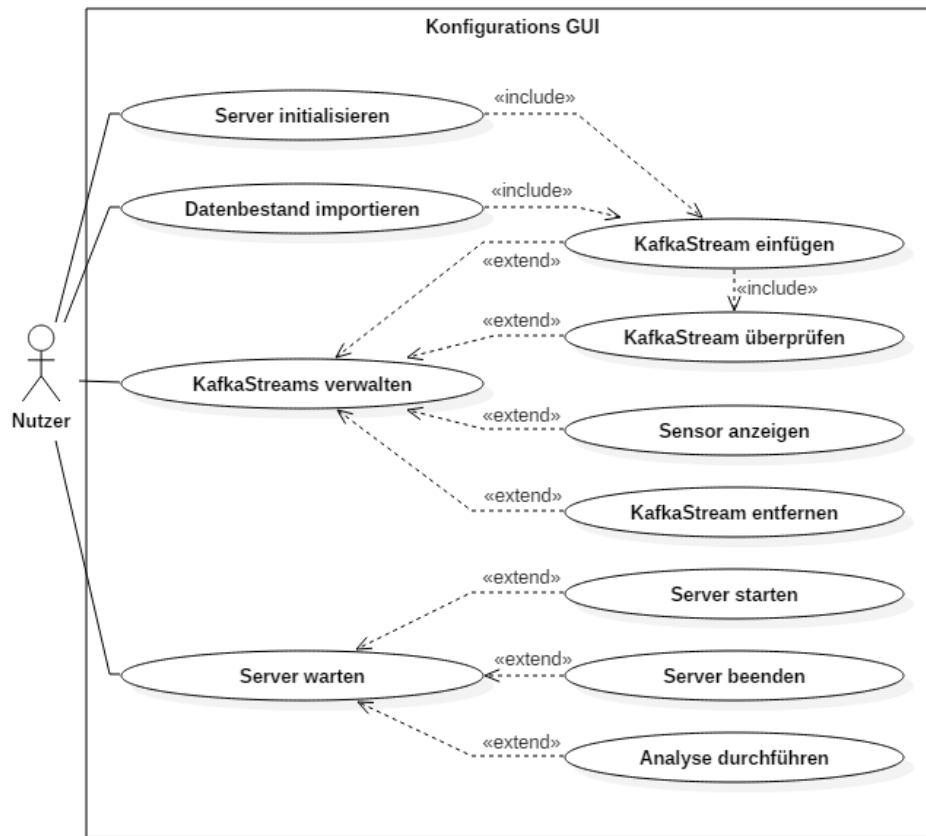 Konfigurations GUI
Server initialisieren
«include»
Datenbestand importieren
«include»
KafkaStream einfügen
«extend»
«include»
«extend»
KafkaStream überprüfen
Nutzer
KafkaStreams verwalten
«extend»
Sensor anzeigen
«extend»
KafkaStream entfernen
«extend»
Server starten
Server warten
«extend»
Server beenden
«extend»
Analyse durchführen